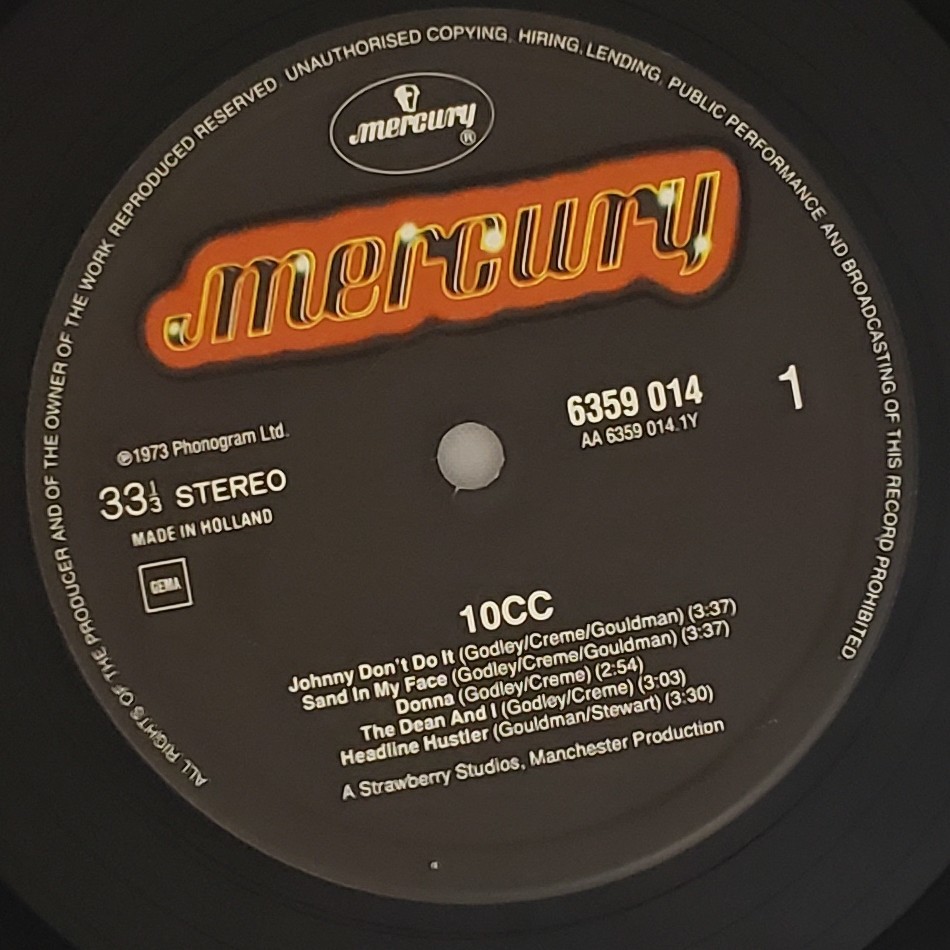 ALL RIGHTS OF THE PRODUCER AND OF THE OWNER OF THE WORK REPRODUCED RESERVED. UNAUTHORISED COPYING, HIRING, LENDING, PUBLIC PERFORMANCE AND BROADCASTING OF THIS RECORD PROHIBITED.
mercury ®
mercury
6359 014
1
AA 6359 014.1Y
℗1973 Phonogram Ltd.
33⅓ STEREO
MADE IN HOLLAND
GEMA
10CC
Johnny Don't Do It (Godley/Creme/Gouldman) (3:37)
Sand In My Face (Godley/Creme/Gouldman) (3:37)
Donna (Godley/Creme) (2:54)
The Dean And I (Godley/Creme) (3:03)
Headline Hustler (Gouldman/Stewart) (3:30)
A Strawberry Studios, Manchester Production